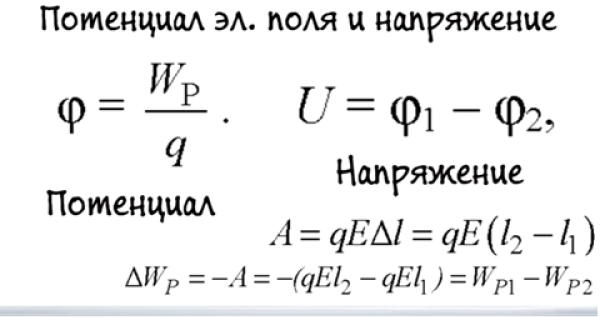 Потенциал эл. поля и напряжение
φ = W_P / q .
U = φ₁ − φ₂,
Потенциал
Напряжение
A = qEΔl = qE(l₂ − l₁)
ΔW_P = −A = −(qEl₂ − qEl₁) = W_P1 − W_P2